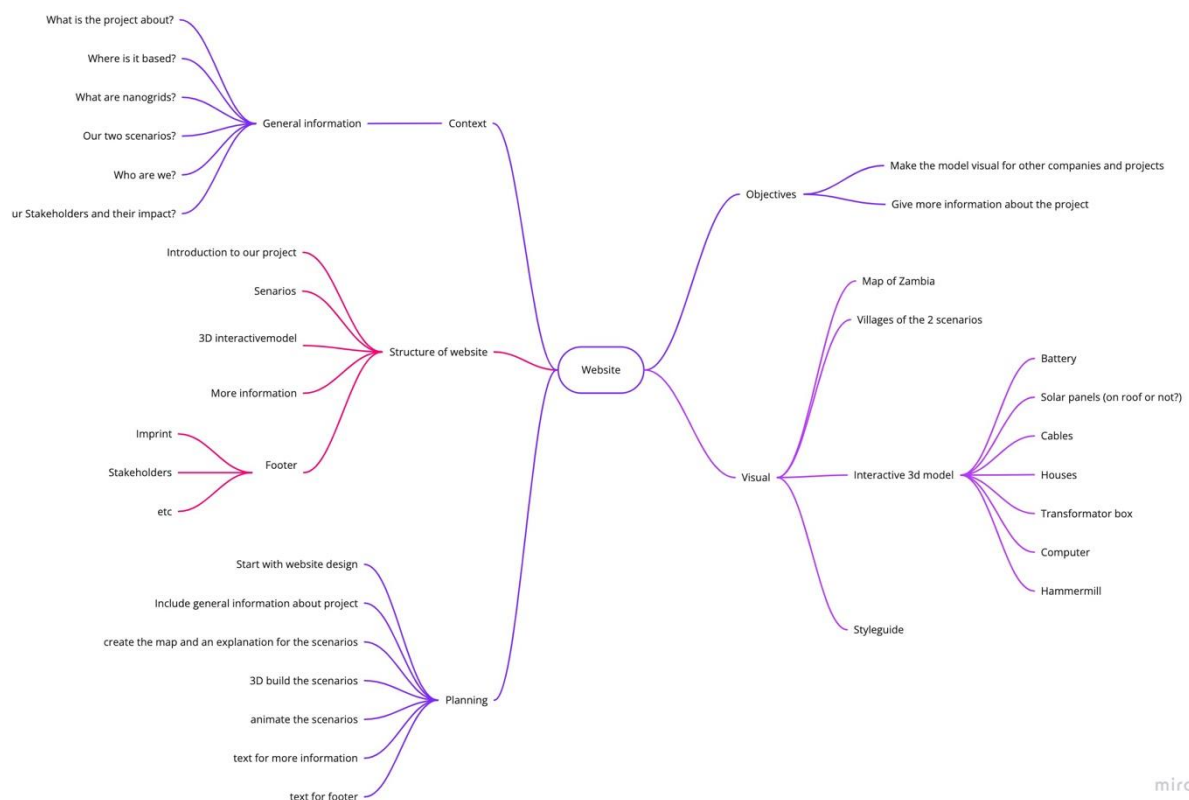 What is the project about?
Where is it based?
What are nanogrids?
Our two scenarios?
Who are we?
ur Stakeholders and their impact?
General information
Context
Introduction to our project
Senarios
3D interactivemodel
More information
Footer
Imprint
Stakeholders
etc
Structure of website
Start with website design
Include general information about project
create the map and an explanation for the scenarios
3D build the scenarios
animate the scenarios
text for more information
text for footer
Planning
Website
Objectives
Make the model visual for other companies and projects
Give more information about the project
Visual
Map of Zambia
Villages of the 2 scenarios
Interactive 3d model
Battery
Solar panels (on roof or not?)
Cables
Houses
Transformator box
Computer
Hammermill
Styleguide
miro